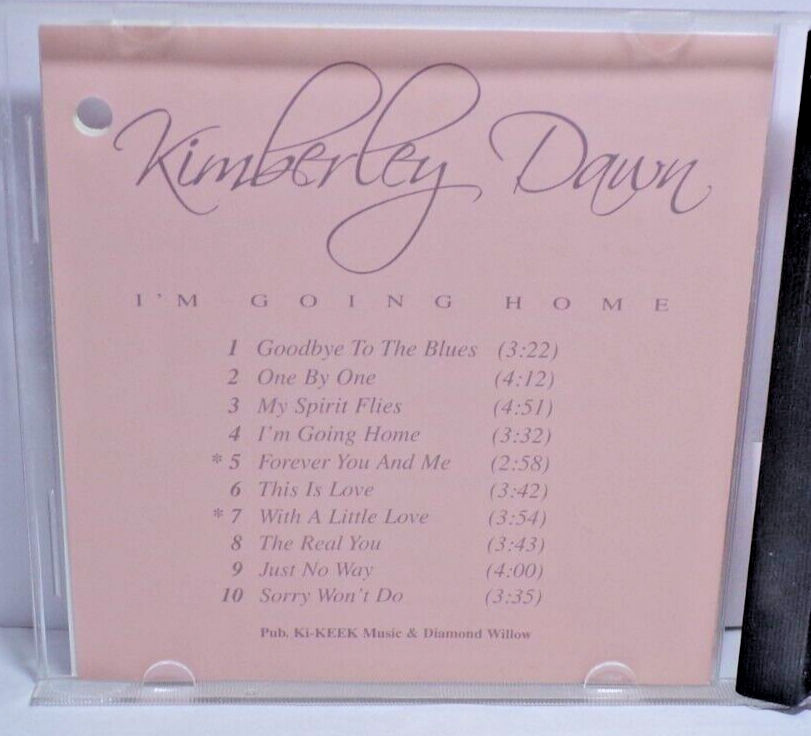 Kimberley Dawn
I'M GOING HOME
1 Goodbye To The Blues (3:22)
2 One By One (4:12)
3 My Spirit Flies (4:51)
4 I'm Going Home (3:32)
* 5 Forever You And Me (2:58)
6 This Is Love (3:42)
* 7 With A Little Love (3:54)
8 The Real You (3:43)
9 Just No Way (4:00)
10 Sorry Won't Do (3:35)
Pub. Ki-KEEK Music & Diamond Willow